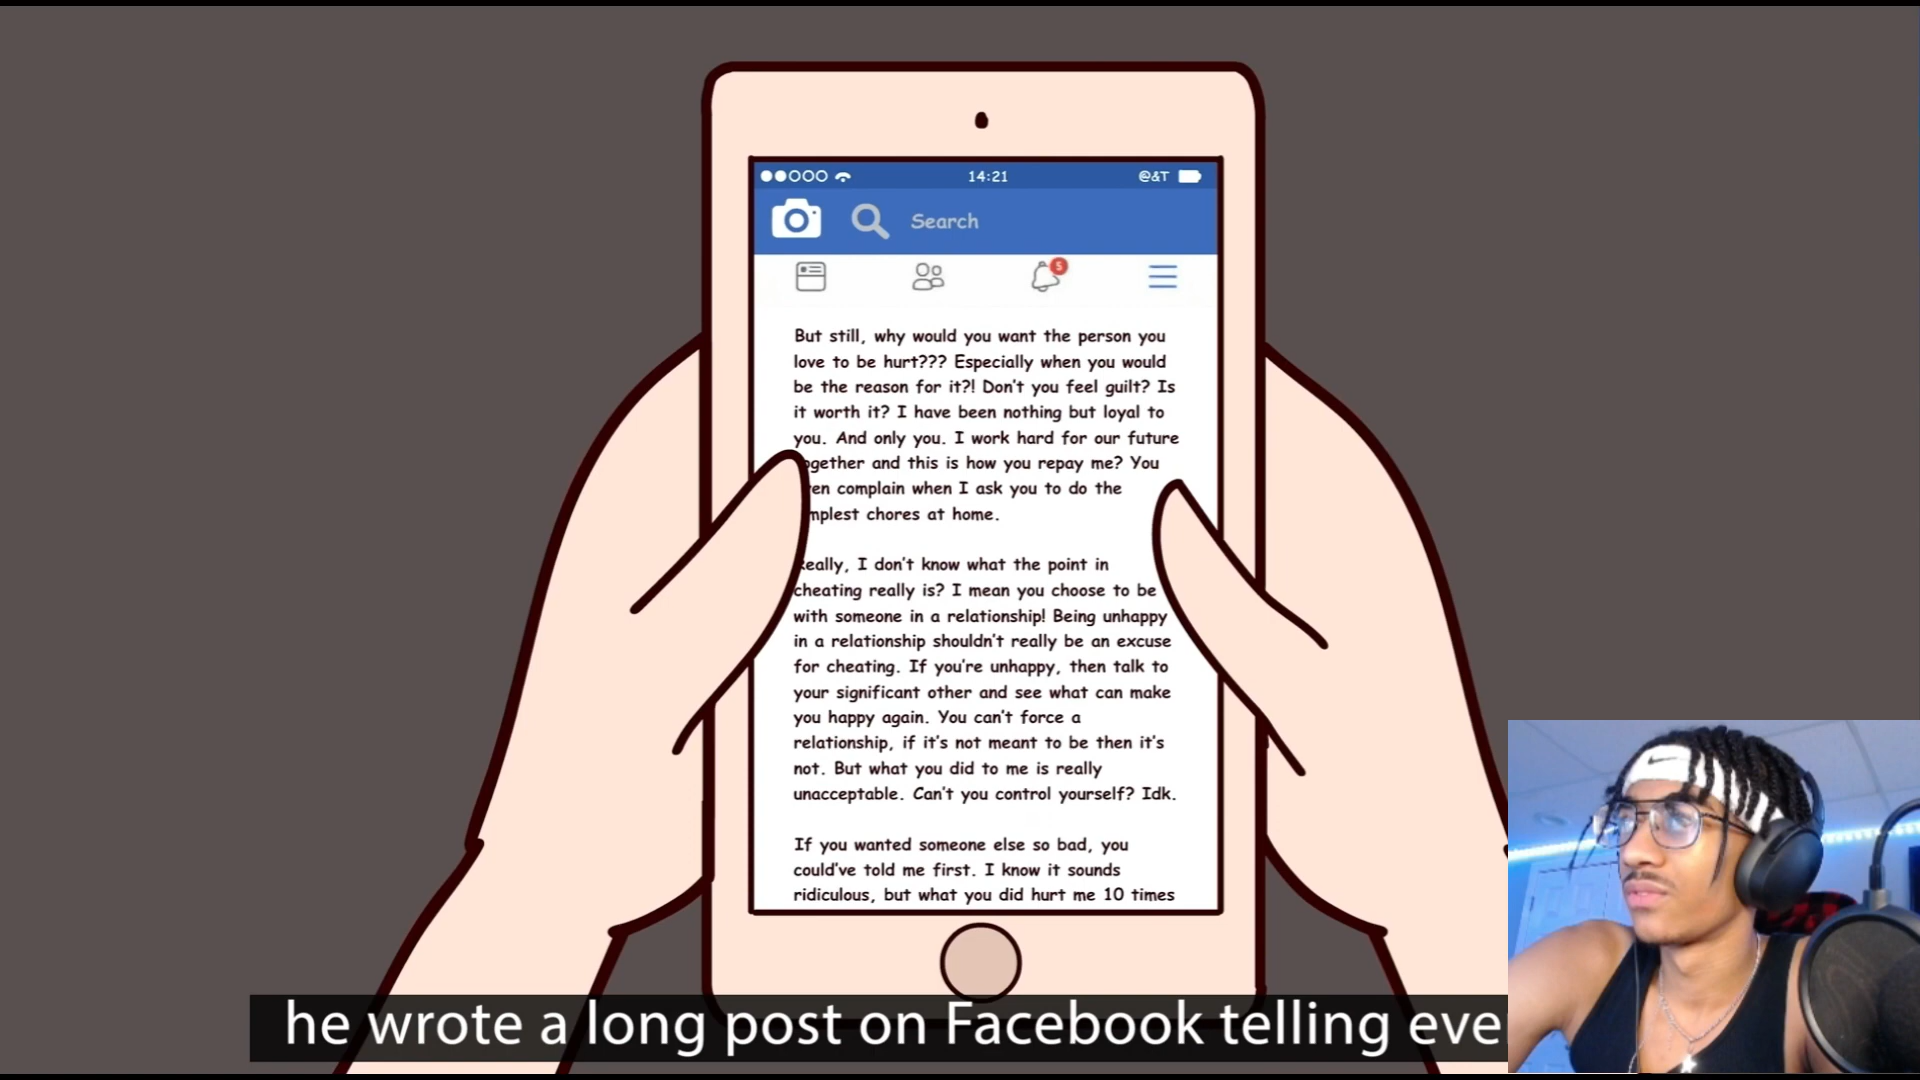 14:21
@&T
Search
5
But still, why would you want the person you
love to be hurt??? Especially when you would
be the reason for it?! Don't you feel guilt? Is
it worth it? I have been nothing but loyal to
you. And only you. I work hard for our future
ogether and this is how you repay me? You
en complain when I ask you to do the
mplest chores at home.
eally, I don't know what the point in
cheating really is? I mean you choose to be
with someone in a relationship! Being unhappy
in a relationship shouldn't really be an excuse
for cheating. If you're unhappy, then talk to
your significant other and see what can make
you happy again. You can't force a
relationship, if it's not meant to be then it's
not. But what you did to me is really
unacceptable. Can't you control yourself? Idk.
If you wanted someone else so bad, you
could've told me first. I know it sounds
ridiculous, but what you did hurt me 10 times
he wrote a long post on Facebook telling eve